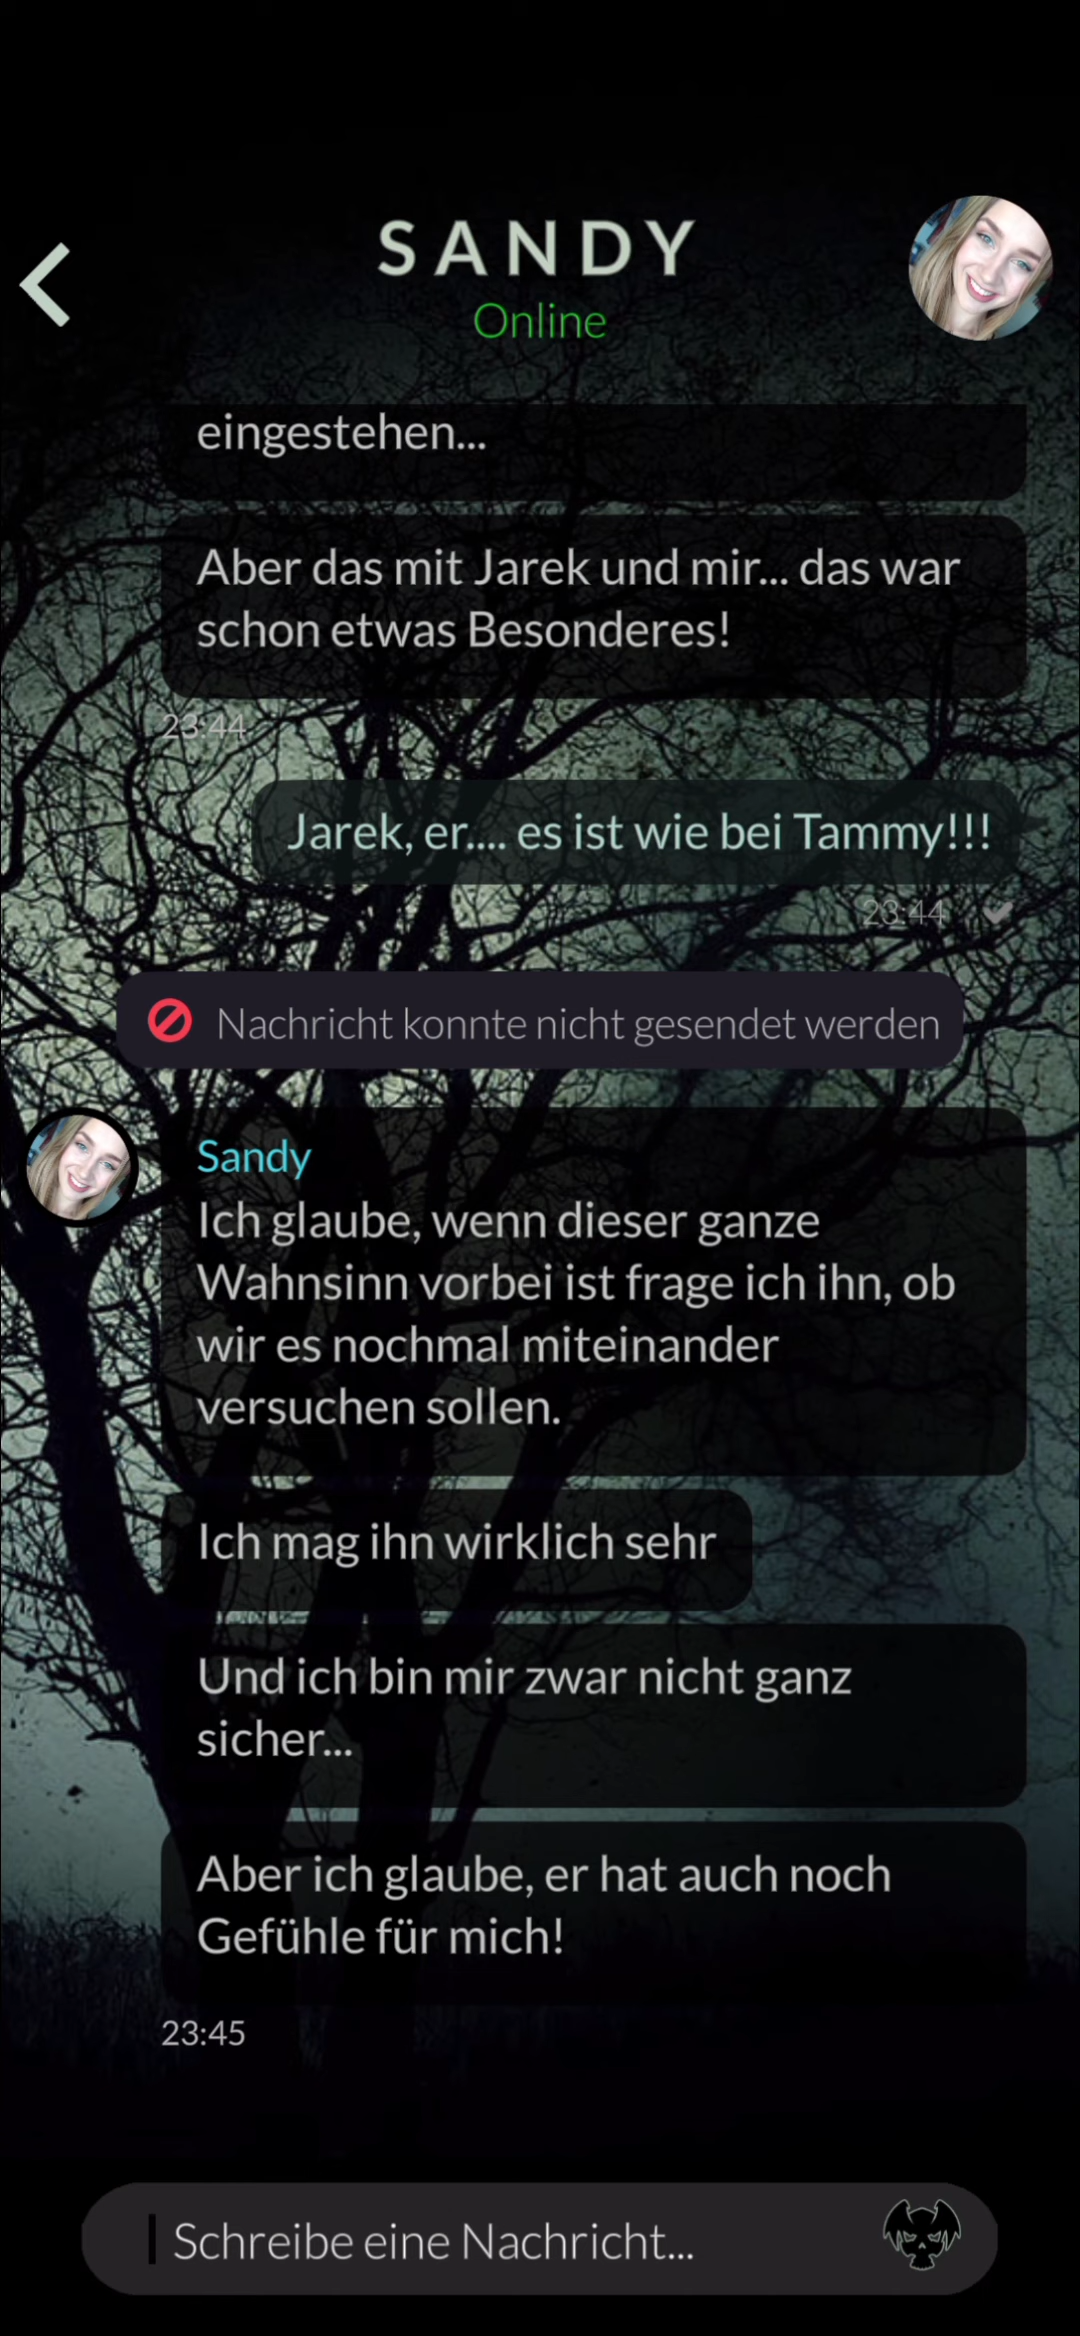 SANDY
Online
eingestehen...
Aber das mit Jarek und mir... das war
schon etwas Besonderes!
23:44
Jarek, er.... es ist wie bei Tammy!!!
23:44
Nachricht konnte nicht gesendet werden
Sandy
Ich glaube, wenn dieser ganze
Wahnsinn vorbei ist frage ich ihn, ob
wir es nochmal miteinander
versuchen sollen.
Ich mag ihn wirklich sehr
Und ich bin mir zwar nicht ganz
sicher...
Aber ich glaube, er hat auch noch
Gefühle für mich!
23:45
Schreibe eine Nachricht...